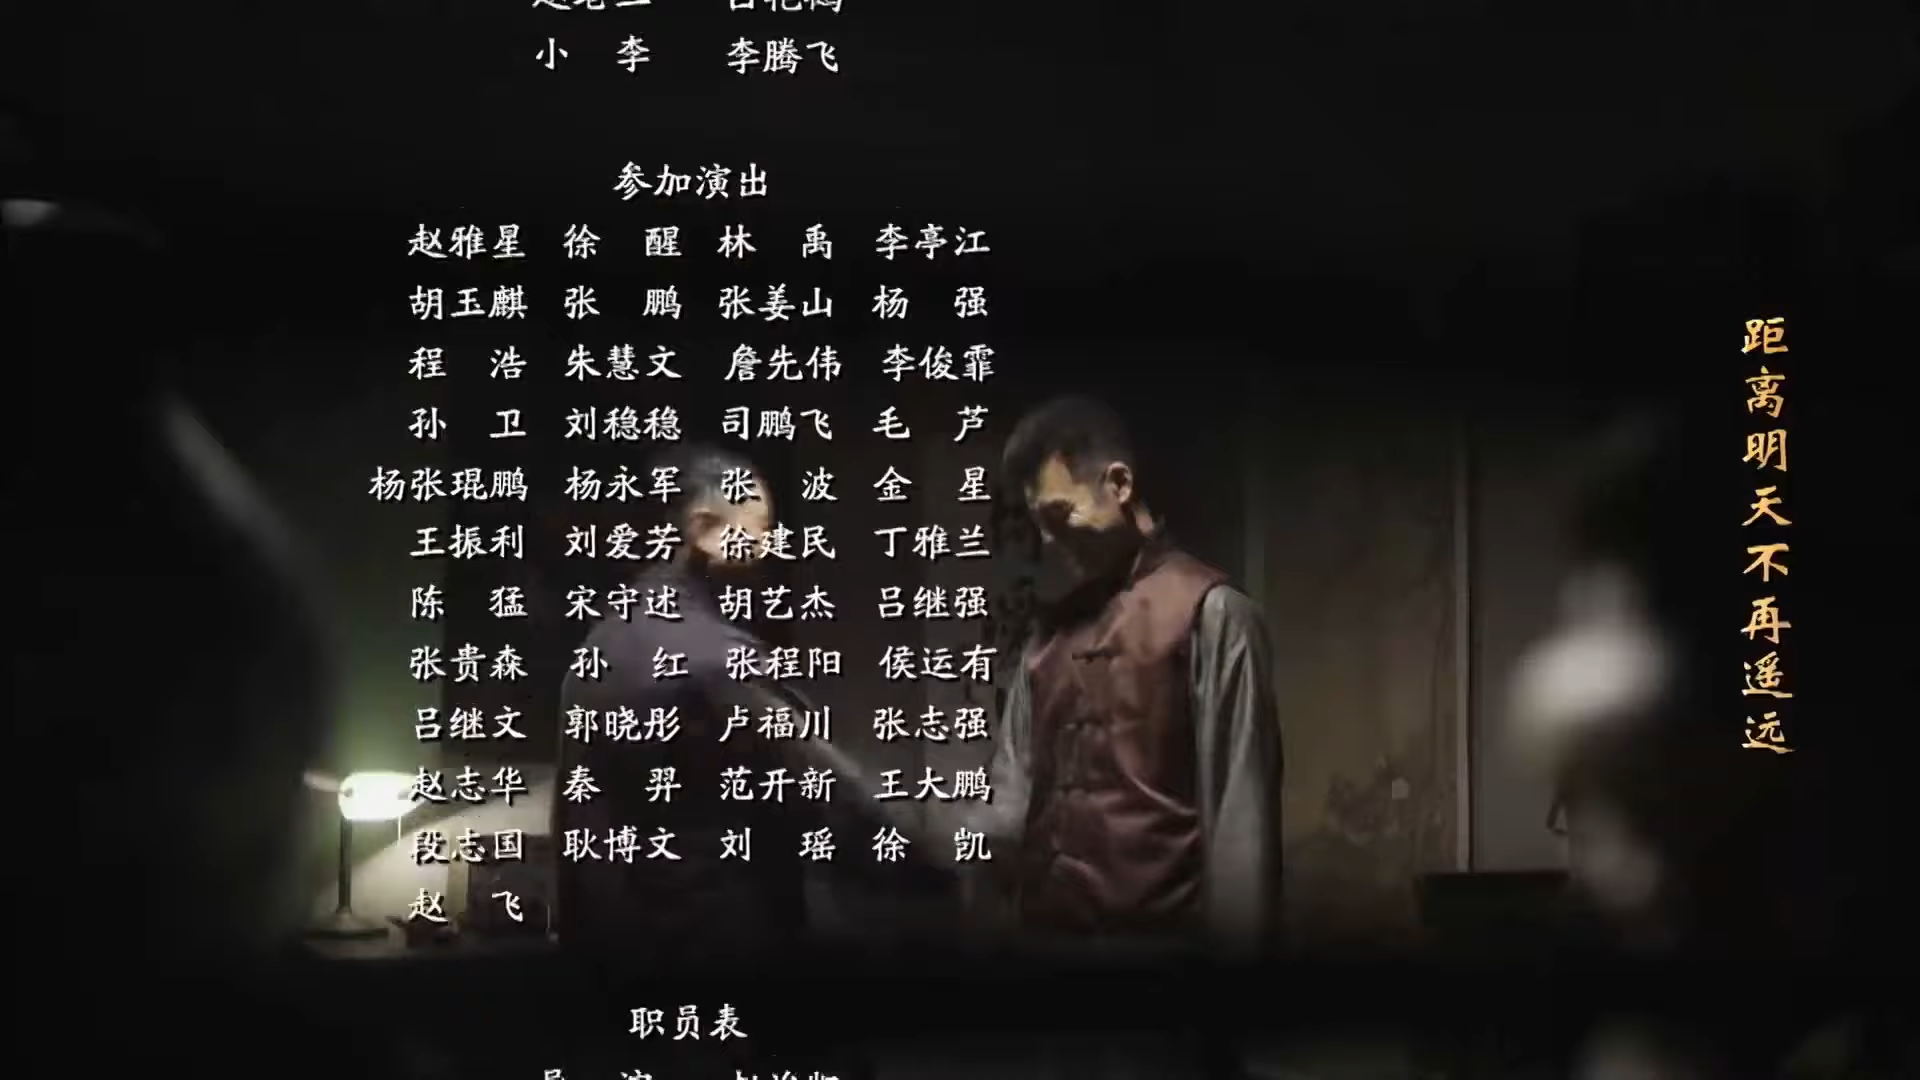 小 李 李腾飞
参加演出
赵雅星 徐 醒 林 禹 李亭江
胡玉麒 张 鹏 张姜山 杨 强
程 浩 朱慧文 詹先伟 李俊霏
孙 卫 刘稳稳 司鹏飞 毛 芦
杨张琨鹏 杨永军 张 波 金 星
王振利 刘爱芳 徐建民 丁雅兰
陈 猛 宋守述 胡艺杰 吕继强
张贵森 孙 红 张程阳 侯运有
吕继文 郭晓彤 卢福川 张志强
赵志华 秦 羿 范开新 王大鹏
段志国 耿博文 刘 瑶 徐 凯
赵 飞
职员表
距离明天不再遥远